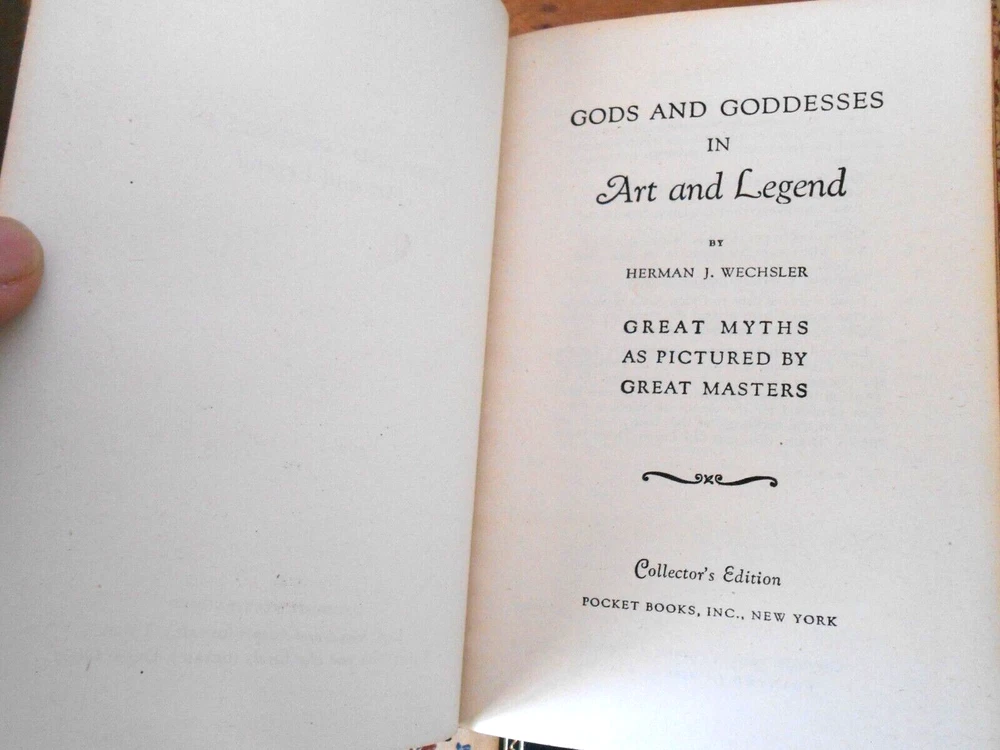 GODS AND GODDESSES
IN
Art and Legend
BY
HERMAN J. WECHSLER
GREAT MYTHS
AS PICTURED BY
GREAT MASTERS
Collector's Edition
POCKET BOOKS, INC., NEW YORK